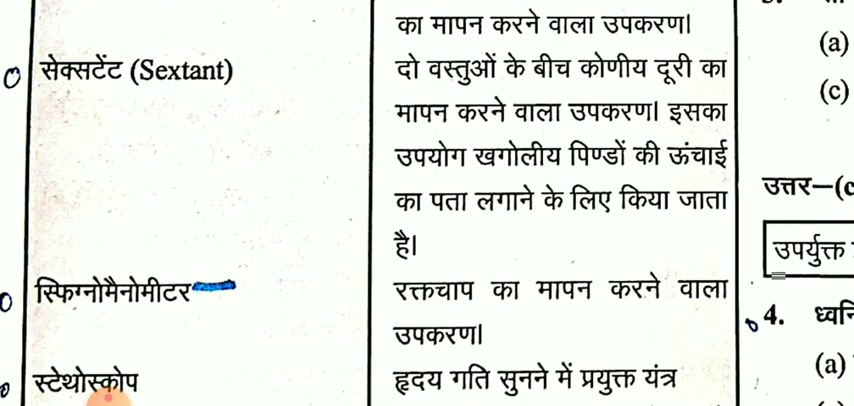 का मापन करने वाला उपकरण।
सेक्सटेंट (Sextant)
दो वस्तुओं के बीच कोणीय दूरी का
मापन करने वाला उपकरण। इसका
उपयोग खगोलीय पिण्डों की ऊंचाई
का पता लगाने के लिए किया जाता
है।
स्फिग्नोमैनोमीटर
रक्तचाप का मापन करने वाला
उपकरण।
स्टेथोस्कोप
हृदय गति सुनने में प्रयुक्त यंत्र
(a)
(c)
उत्तर—(c
उपर्युक्त
4. ध्वनि
(a)